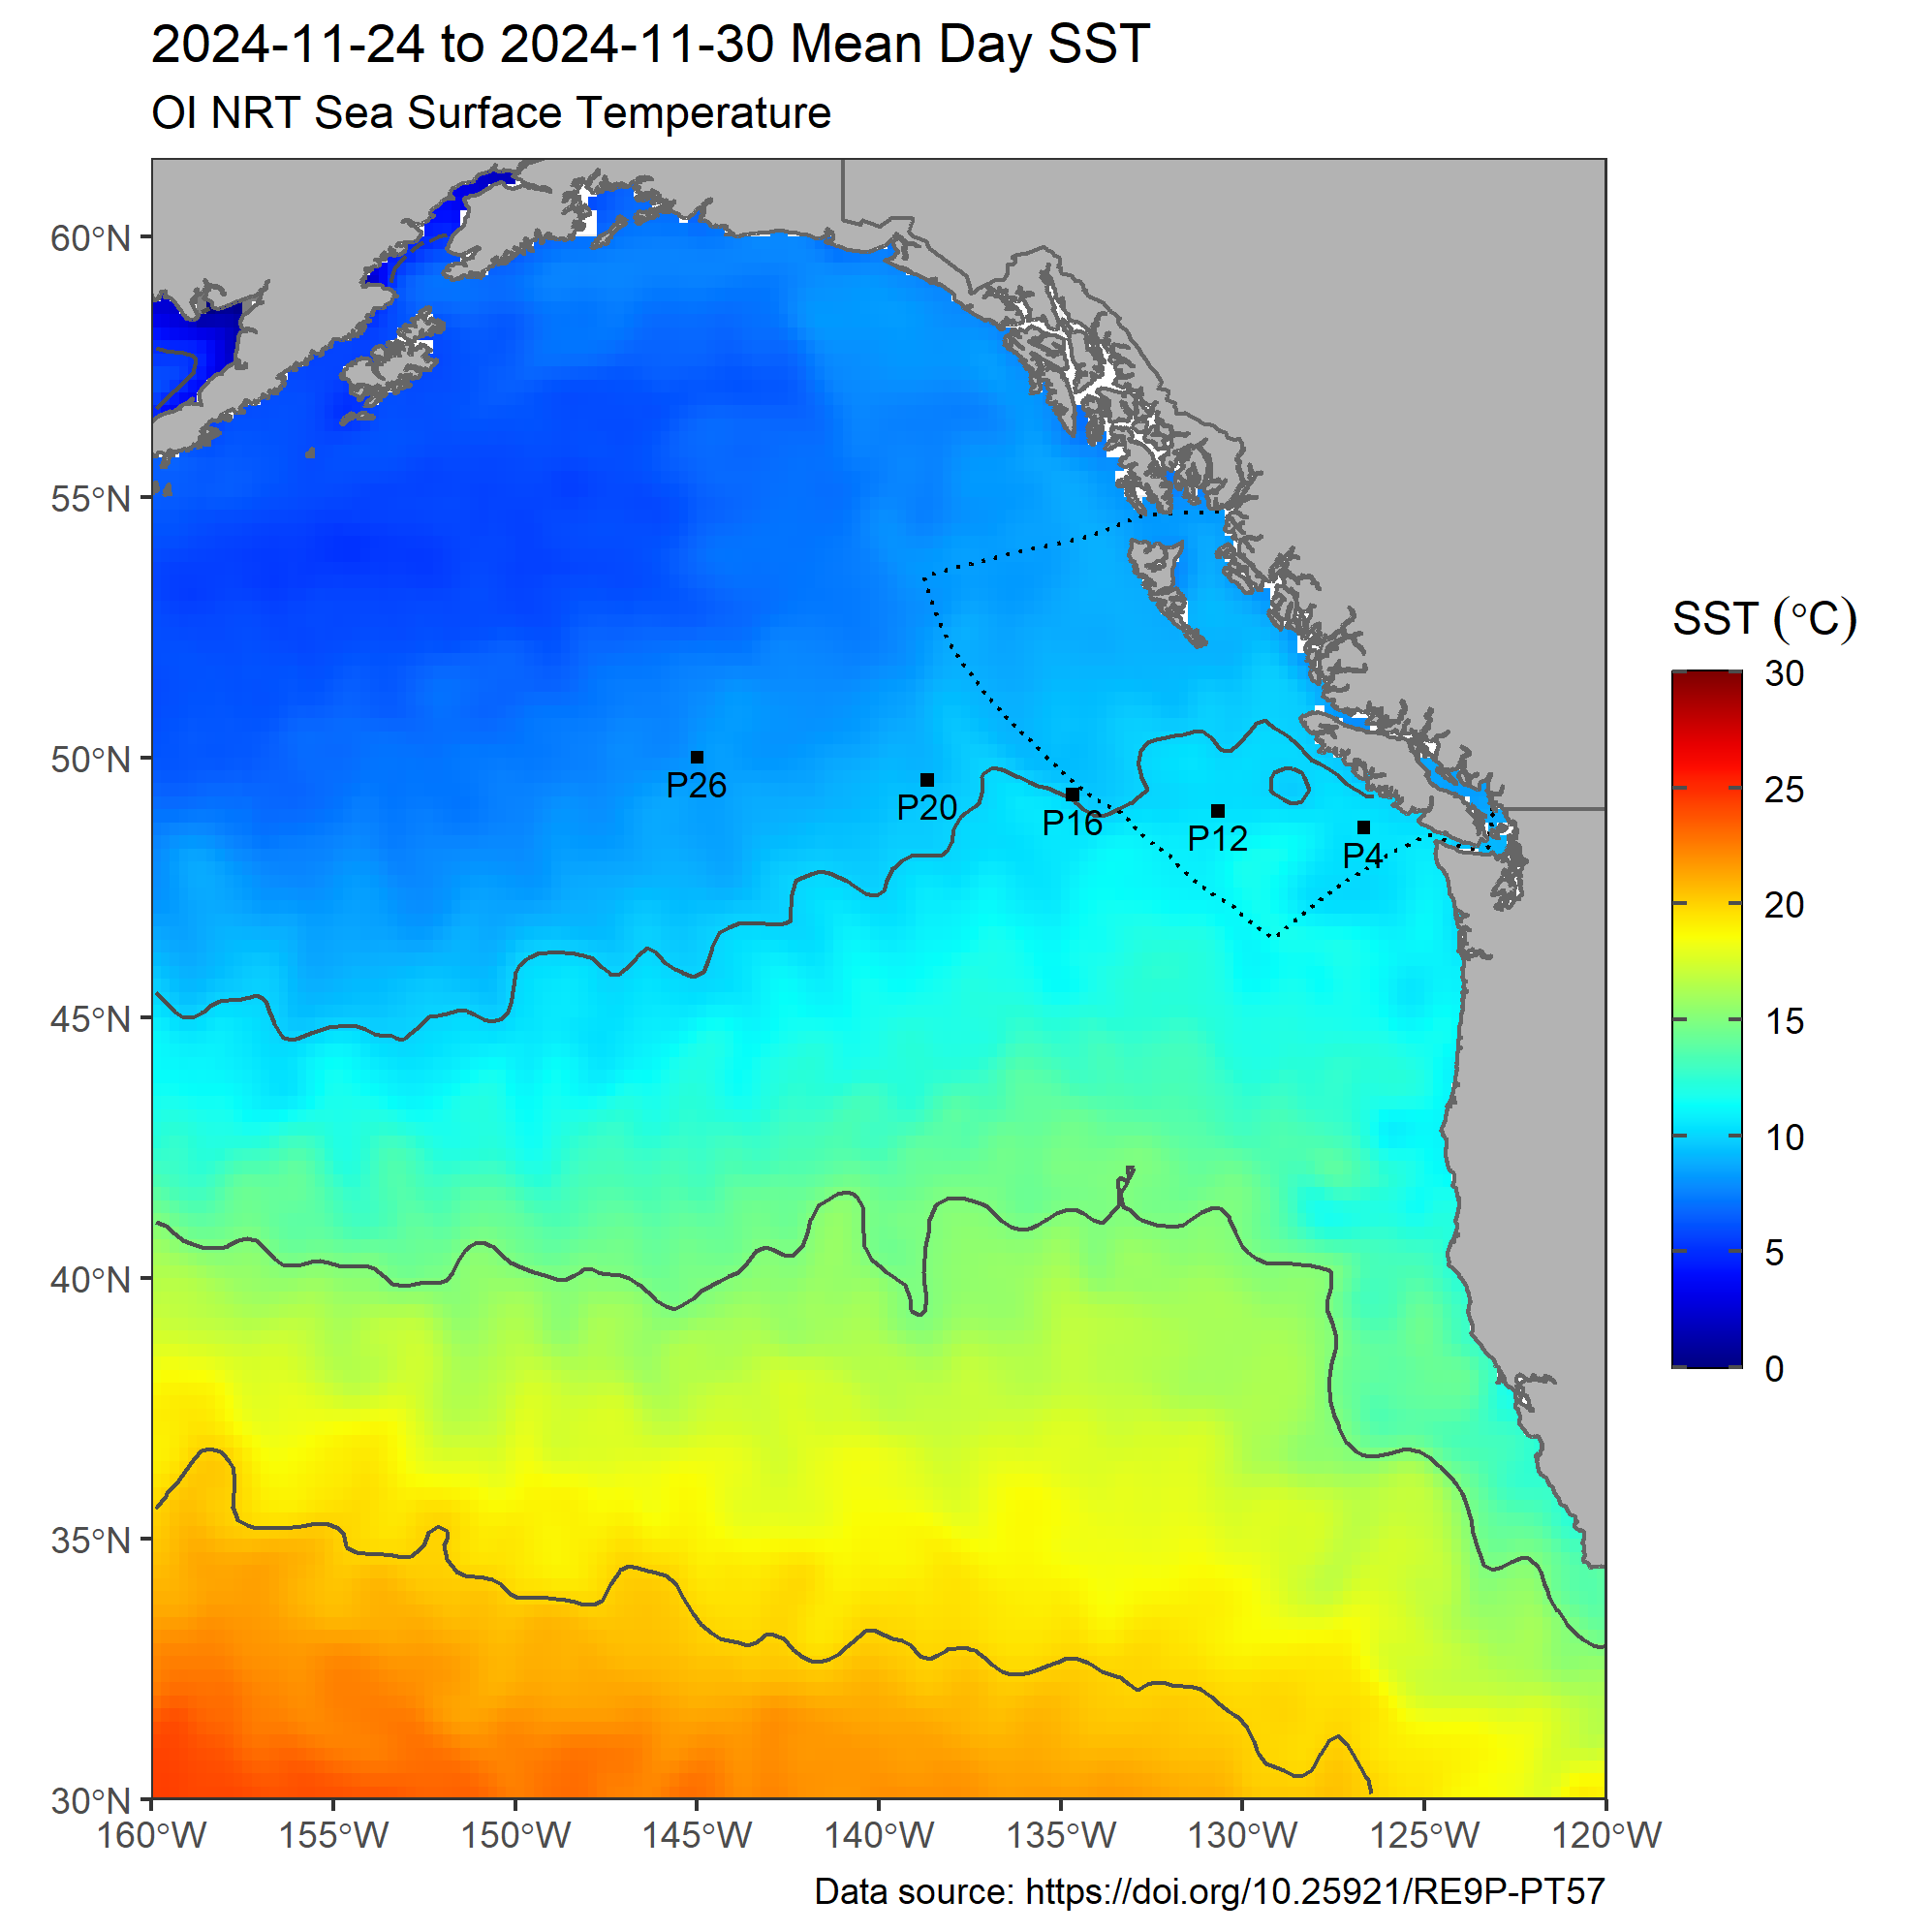 2024-11-24 to 2024-11-30 Mean Day SST
OI NRT Sea Surface Temperature
60°N
55°N
50°N
45°N
40°N
35°N
30°N
P26
P20
P16
P12
P4
160°W
155°W
150°W
145°W
140°W
135°W
130°W
125°W
120°W
SST (°C)
30
25
20
15
10
5
0
Data source: https://doi.org/10.25921/RE9P-PT57